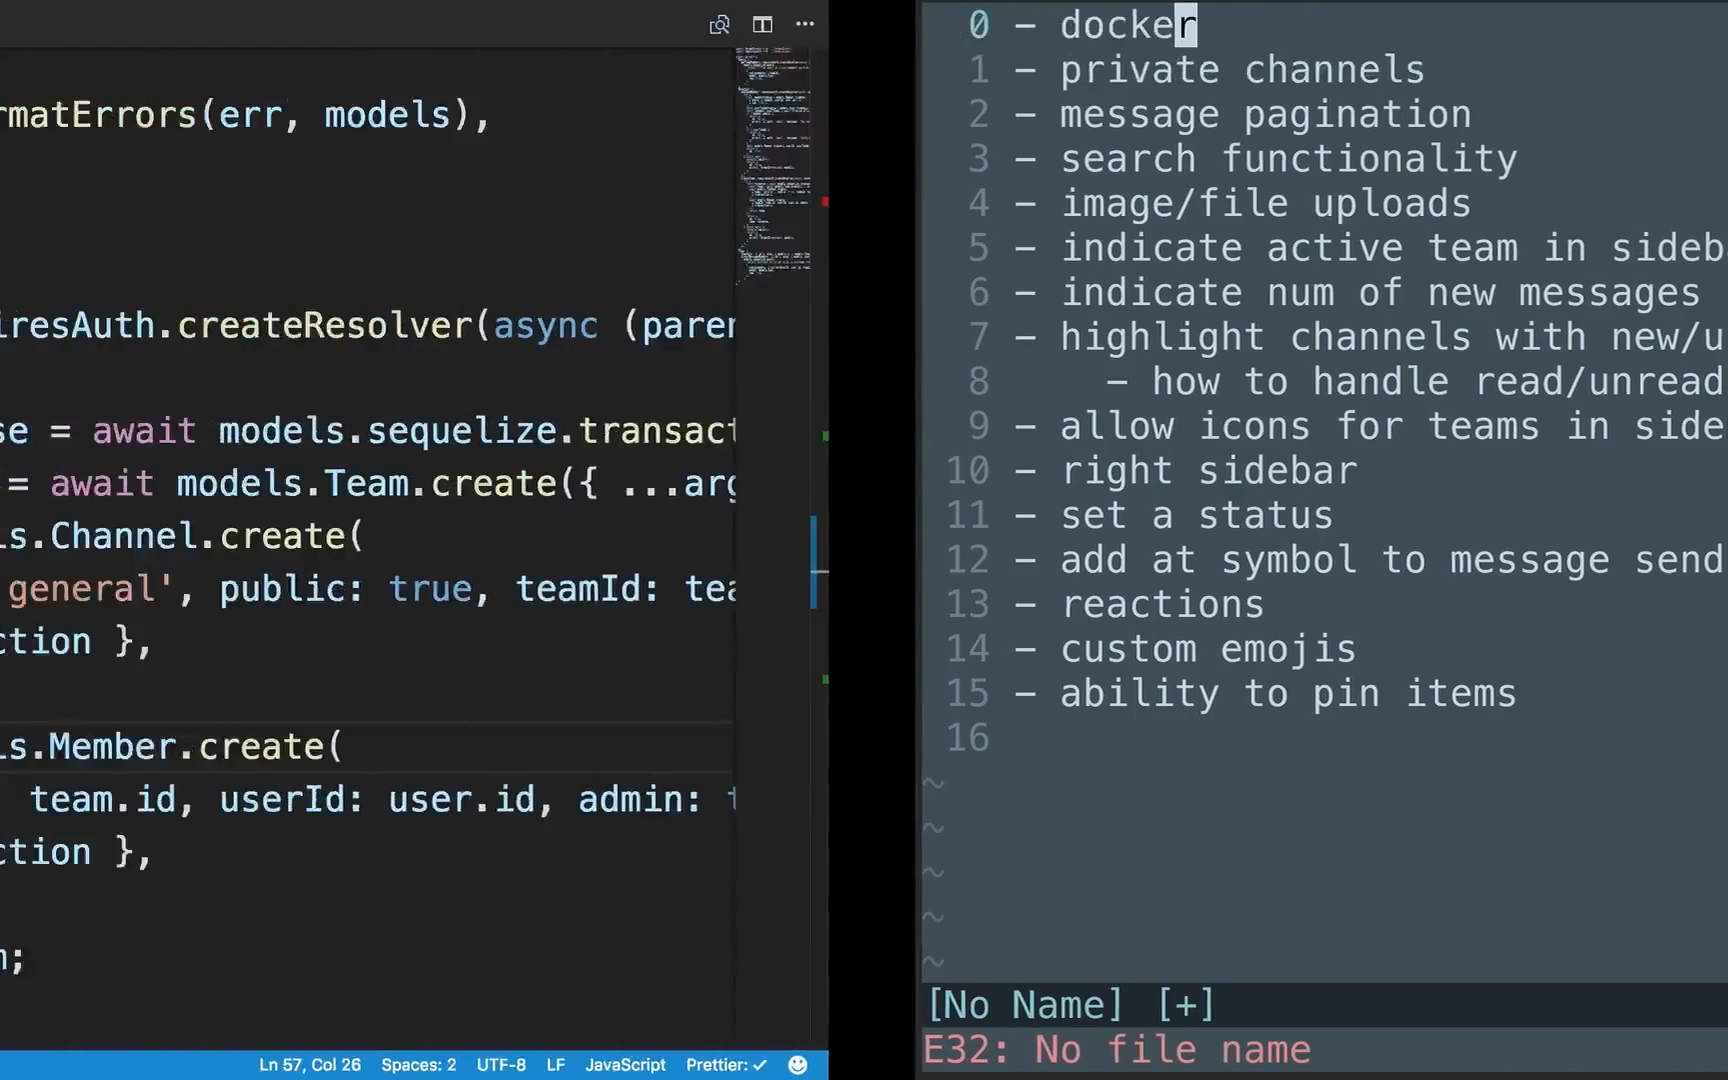 rmatErrors(err, models),
iresAuth.createResolver(async (paren
se = await models.sequelize.transact
= await models.Team.create({ ...arg
ls.Channel.create(
general', public: true, teamId: tea
ction },
ls.Member.create(
team.id, userId: user.id, admin: t
ction },
n;
Ln 57, Col 26 Spaces: 2 UTF-8 LF JavaScript Prettier: ✓
0 - docker
1 - private channels
2 - message pagination
3 - search functionality
4 - image/file uploads
5 - indicate active team in sideb
6 - indicate num of new messages
7 - highlight channels with new/u
8 - how to handle read/unread
9 - allow icons for teams in side
10 - right sidebar
11 - set a status
12 - add at symbol to message send
13 - reactions
14 - custom emojis
15 - ability to pin items
16
~
~
~
~
~
[No Name] [+]
E32: No file name